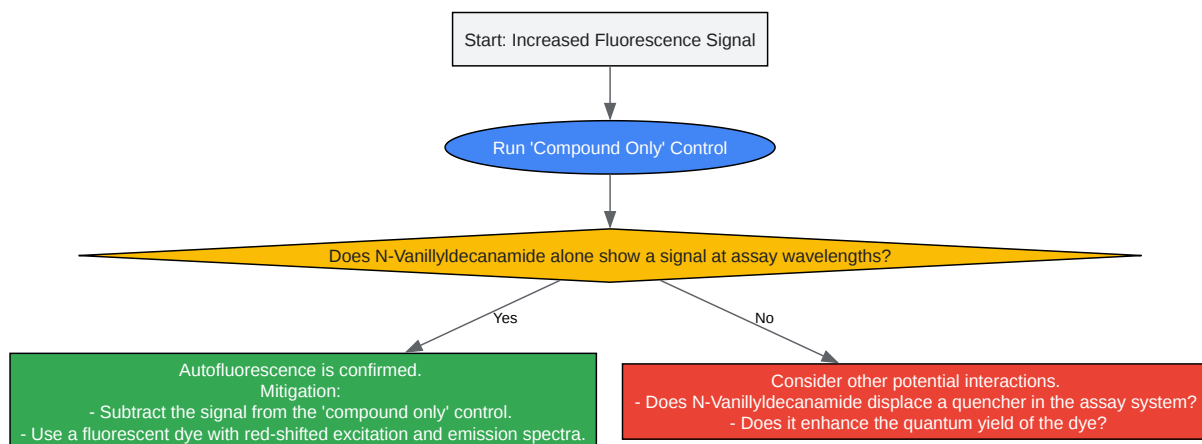 Start: Increased Fluorescence Signal
Run 'Compound Only' Control
Does N-Vanillyldecanamide alone show a signal at assay wavelengths?
Yes
No
Autofluorescence is confirmed.
Mitigation:
- Subtract the signal from the 'compound only' control.
- Use a fluorescent dye with red-shifted excitation and emission spectra.
Consider other potential interactions.
- Does N-Vanillyldecanamide displace a quencher in the assay system?
- Does it enhance the quantum yield of the dye?